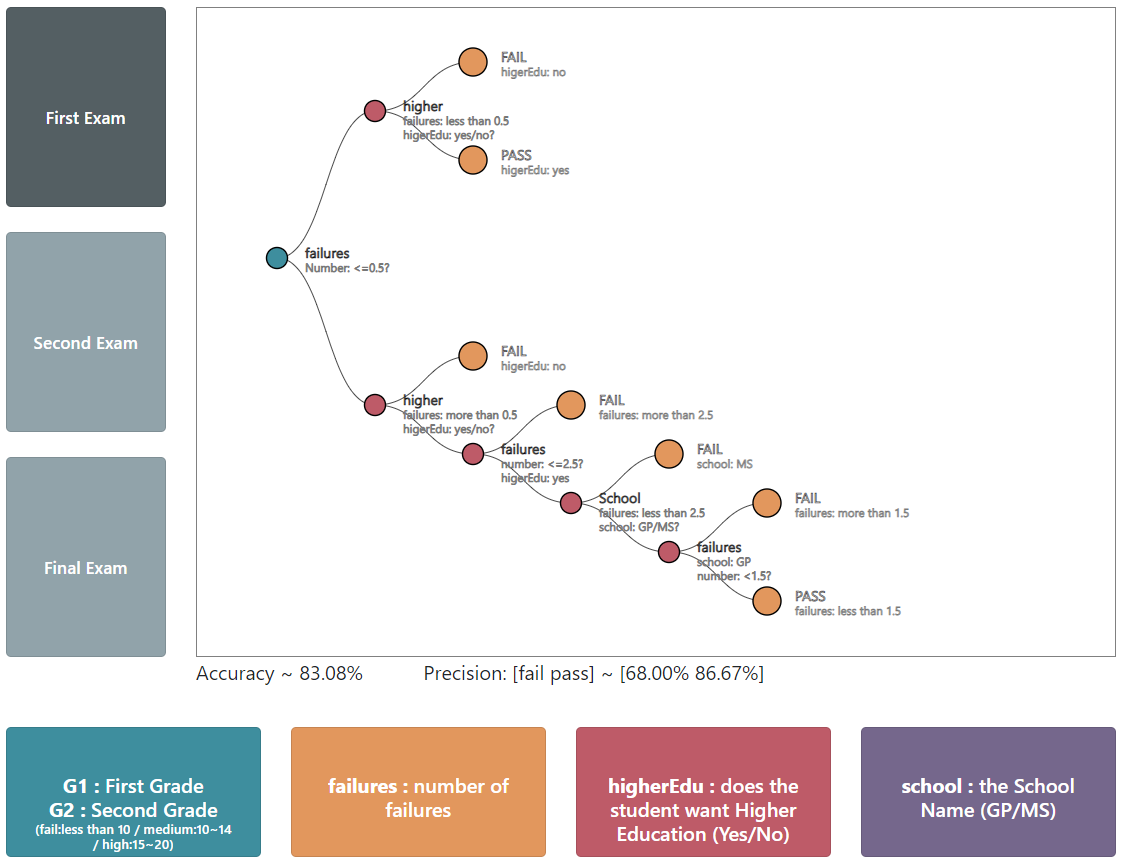 First Exam
Second Exam
Final Exam
FAIL
higerEdu: no
higher
failures: less than 0.5
higerEdu: yes/no?
PASS
higerEdu: yes
failures
Number: <=0.5?
FAIL
higerEdu: no
higher
failures: more than 0.5
higerEdu: yes/no?
FAIL
failures: more than 2.5
failures
number: <=2.5?
higerEdu: yes
FAIL
school: MS
School
failures: less than 2.5
school: GP/MS?
FAIL
failures: more than 1.5
failures
school: GP
number: <1.5?
PASS
failures: less than 1.5
Accuracy ~ 83.08%
Precision: [fail pass] ~ [68.00% 86.67%]
G1 : First Grade
G2 : Second Grade
(fail:less than 10 / medium:10~14
/ high:15~20)
failures : number of
failures
higherEdu : does the
student want Higher
Education (Yes/No)
school : the School
Name (GP/MS)